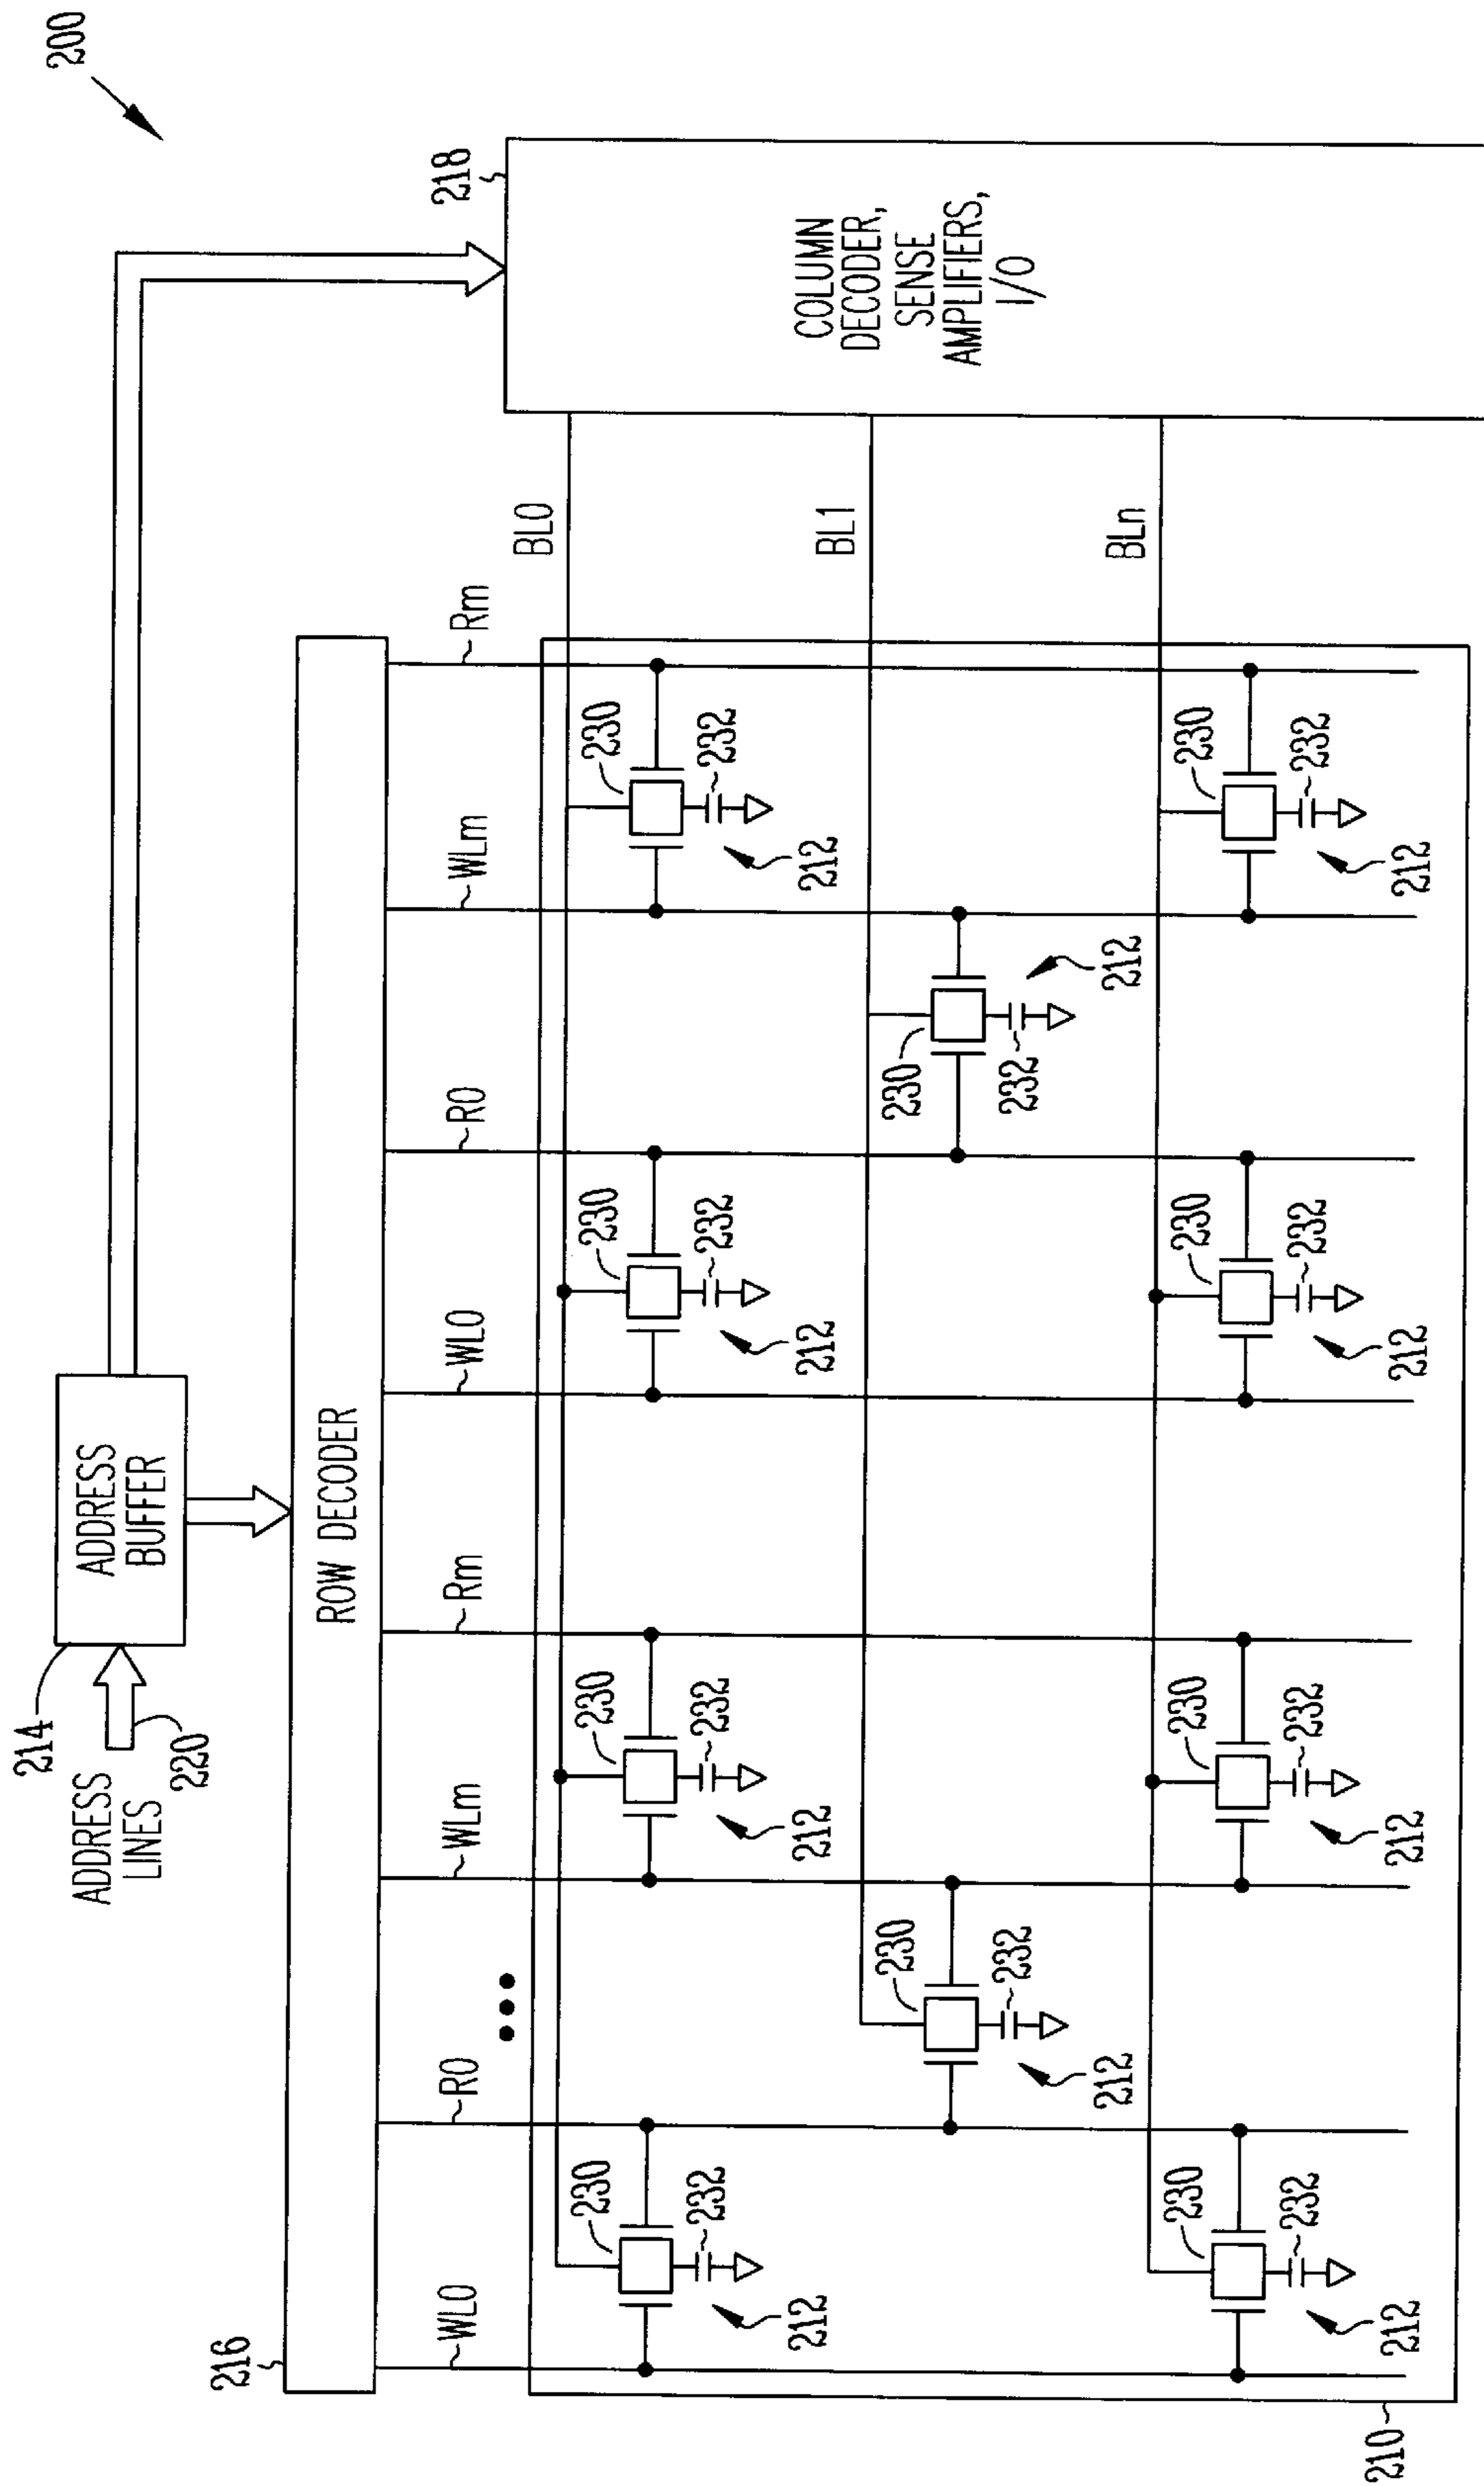 200
214
ADDRESS
BUFFER
ADDRESS
LINES
220
218
COLUMN
DECODER,
SENSE
AMPLIFIERS,
I/O
216
ROW DECODER
WL0
R0
WLm
Rm
WL0
R0
WLm
Rm
BL0
230
232
212
230
232
212
230
232
212
230
232
212
BL1
230
232
212
230
232
212
BLn
230
232
212
230
232
212
230
232
212
230
232
212
210